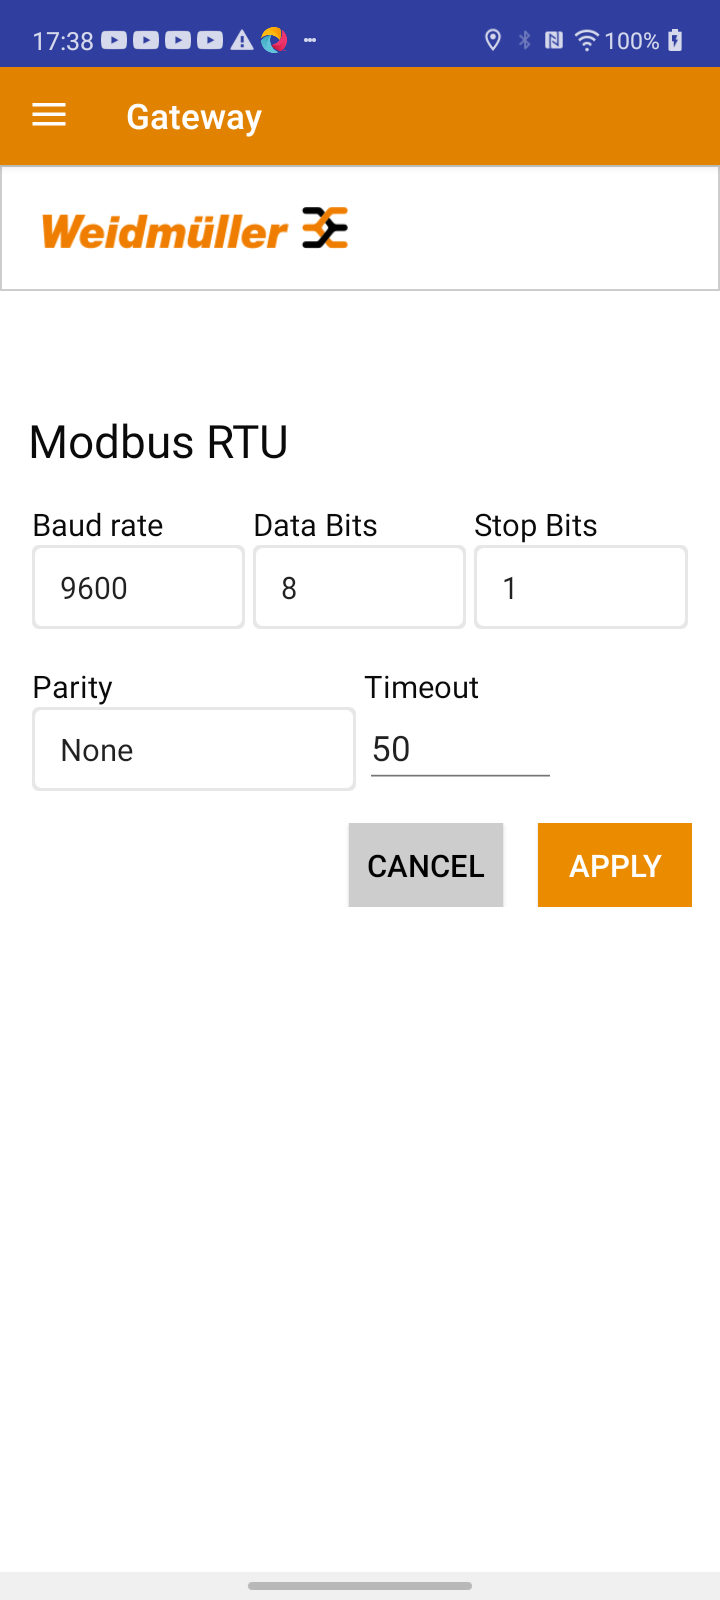 17:38 100%
Gateway
Weidmüller
Modbus RTU
Baud rate Data Bits Stop Bits
9600 8 1
Parity Timeout
None 50
CANCEL APPLY